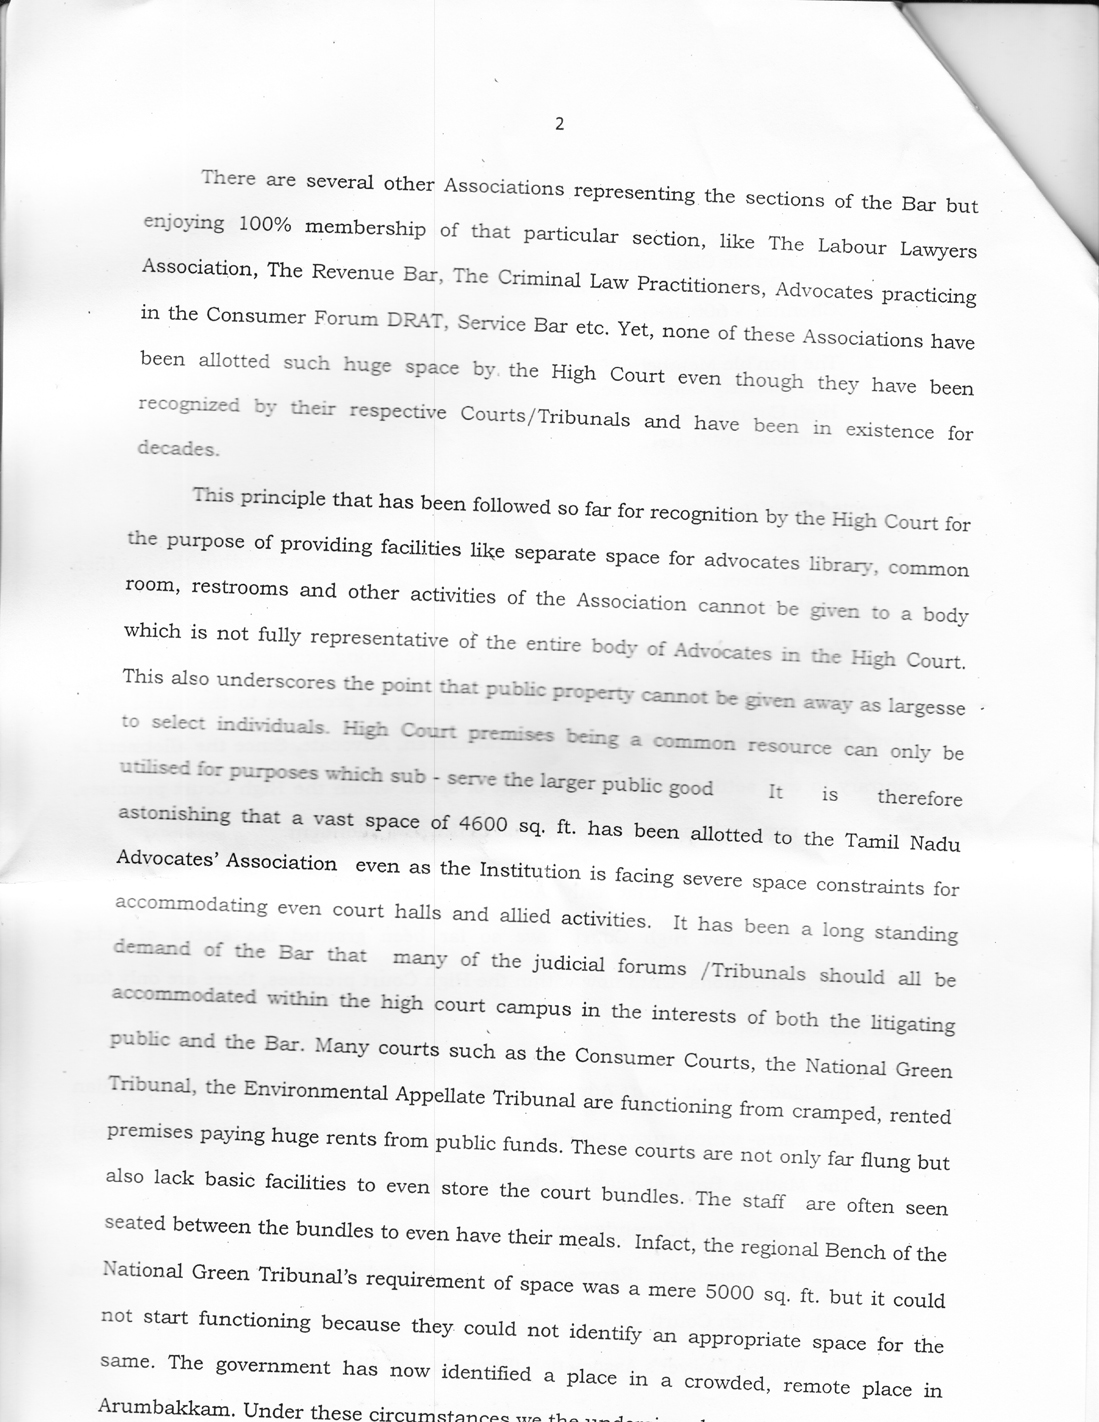 2
There are several other Associations representing the sections of the Bar but
enjoying 100% membership of that particular section, like The Labour Lawyers
Association, The Revenue Bar, The Criminal Law Practitioners, Advocates practicing
in the Consumer Forum DRAT, Service Bar etc. Yet, none of these Associations have
been allotted such huge space by the High Court even though they have been
recognized by their respective Courts/Tribunals and have been in existence for
decades.
This principle that has been followed so far for recognition by the High Court for
the purpose of providing facilities like separate space for advocates library, common
room, restrooms and other activities of the Association cannot be given to a body
which is not fully representative of the entire body of Advocates in the High Court.
This also underscores the point that public property cannot be given away as largesse
to select individuals. High Court premises being a common resource can only be
utilised for purposes which sub - serve the larger public good It is therefore
astonishing that a vast space of 4600 sq. ft. has been allotted to the Tamil Nadu
Advocates' Association even as the Institution is facing severe space constraints for
accommodating even court halls and allied activities. It has been a long standing
demand of the Bar that many of the judicial forums /Tribunals should all be
accommodated within the high court campus in the interests of both the litigating
public and the Bar. Many courts such as the Consumer Courts, the National Green
Tribunal, the Environmental Appellate Tribunal are functioning from cramped, rented
premises paying huge rents from public funds. These courts are not only far flung but
also lack basic facilities to even store the court bundles. The staff are often seen
seated between the bundles to even have their meals. Infact, the regional Bench of the
National Green Tribunal's requirement of space was a mere 5000 sq. ft. but it could
not start functioning because they could not identify an appropriate space for the
same. The government has now identified a place in a crowded, remote place in
Arumbakkam. Under these circumstances we the